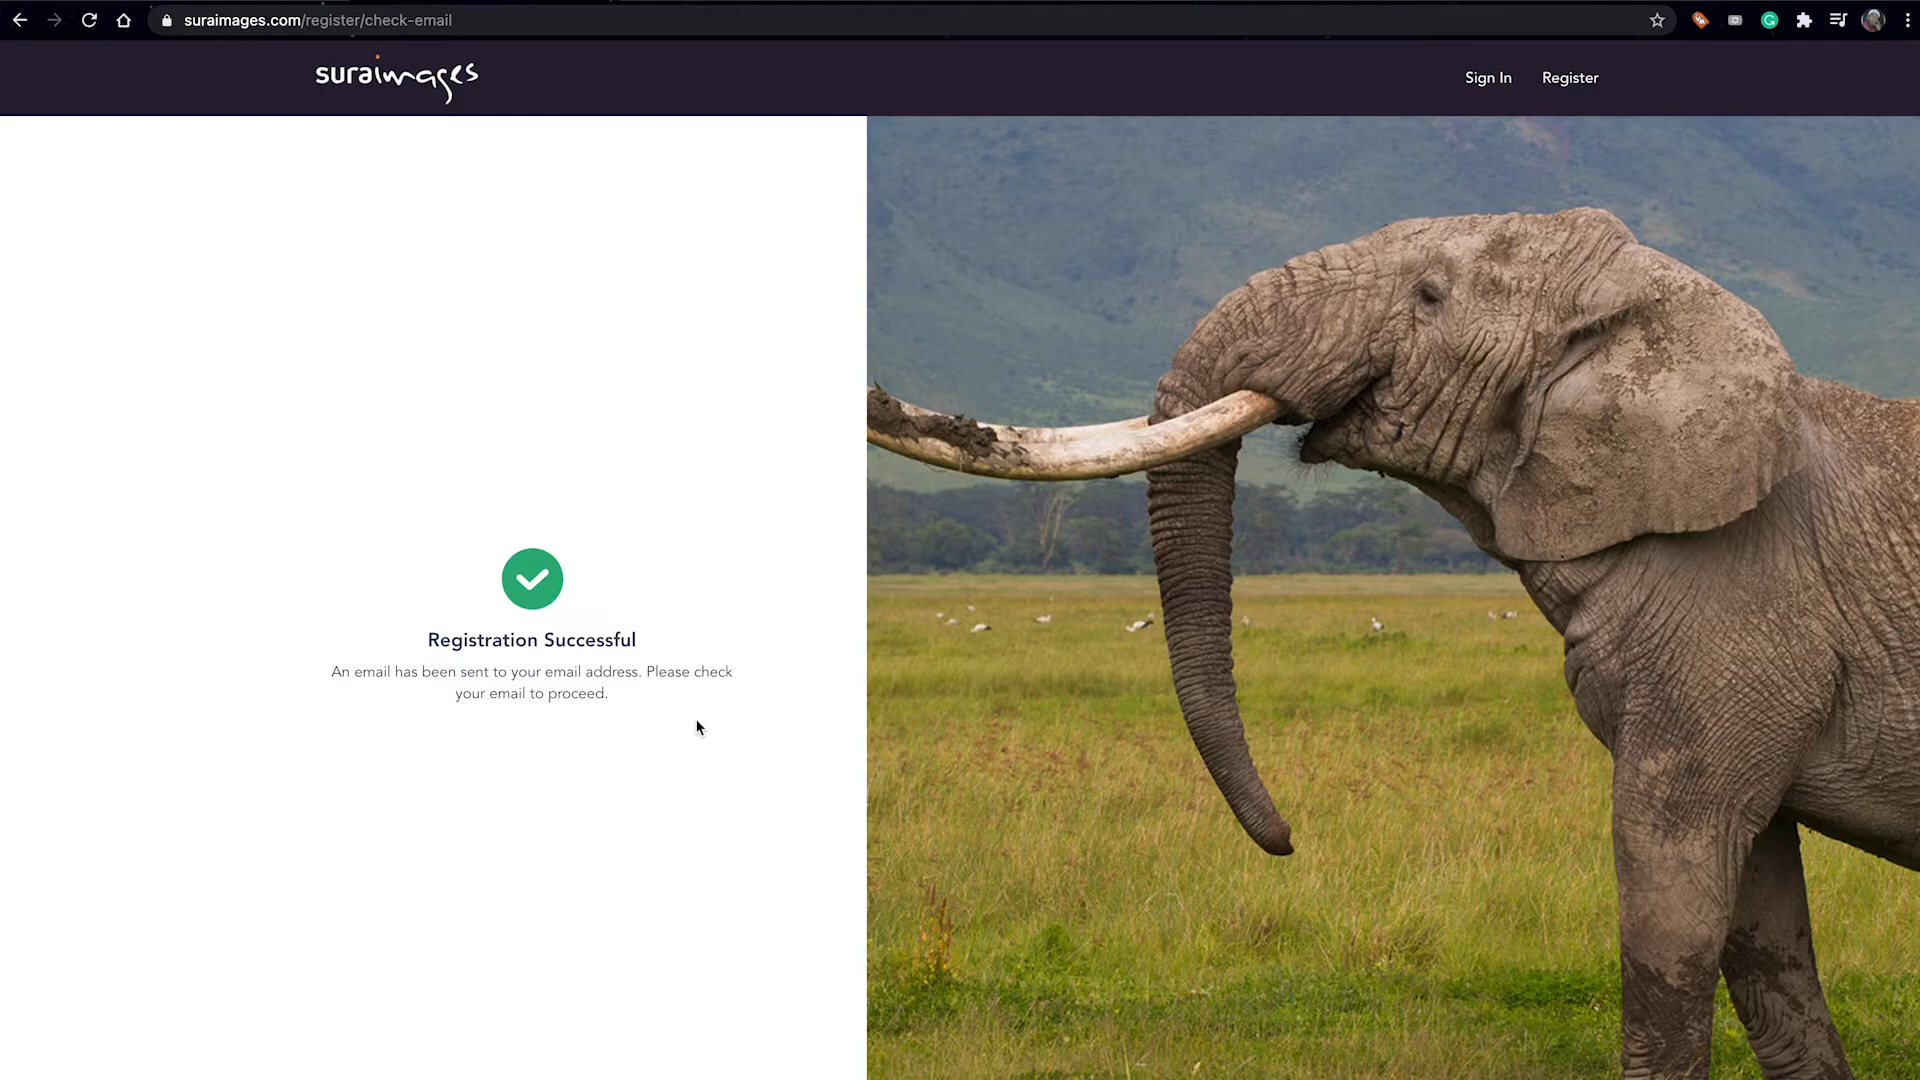 suraimages.com/register/check-email
suraimages
Sign In
Register
Registration Successful
An email has been sent to your email address. Please check
your email to proceed.